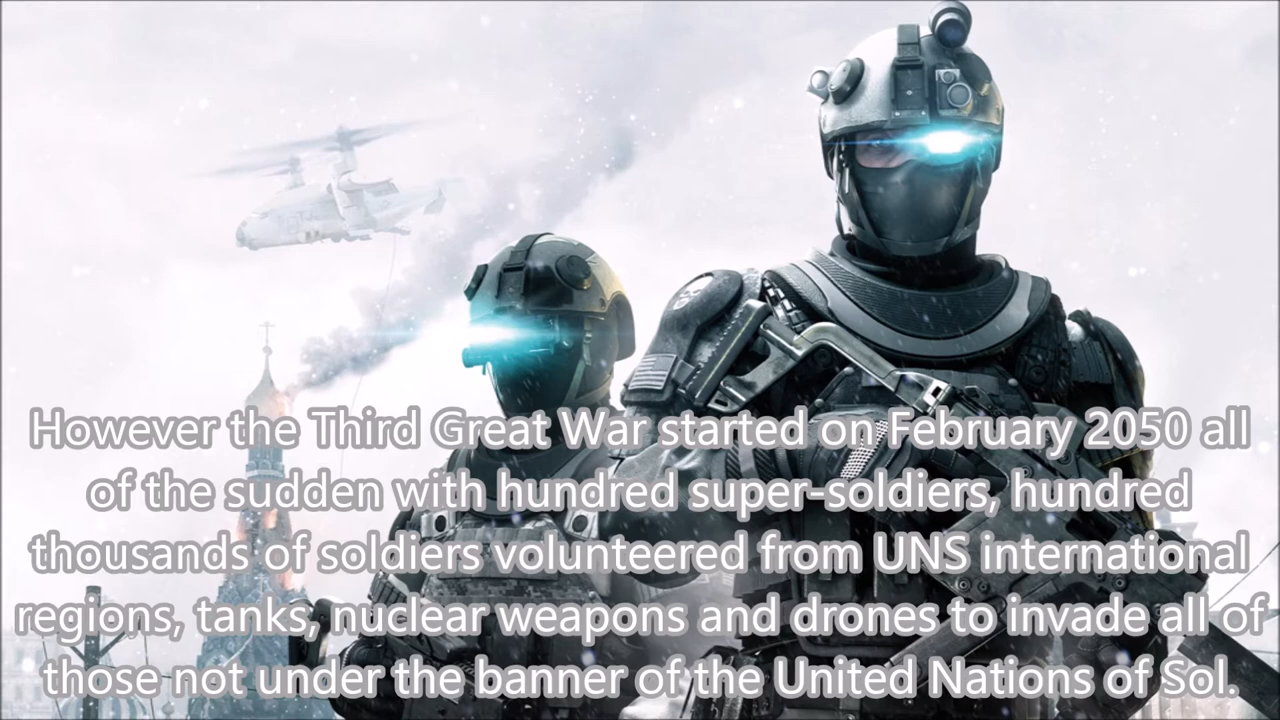 However the Third Great War started on February 2050 all
of the sudden with hundred super-soldiers, hundred
thousands of soldiers volunteered from UNS international
regions, tanks, nuclear weapons and drones to invade all of
those not under the banner of the United Nations of Sol.